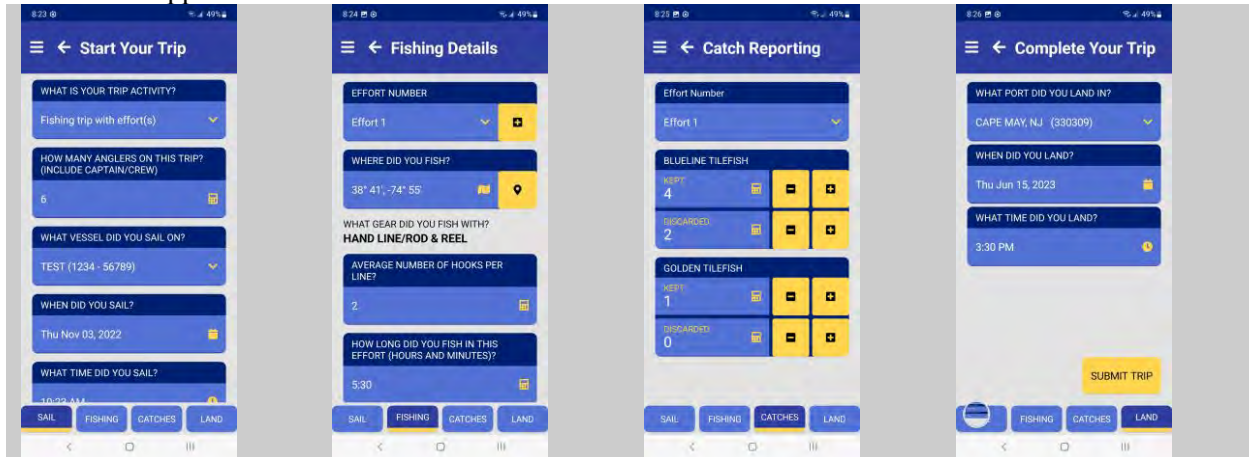 8:23
49%
← Start Your Trip
WHAT IS YOUR TRIP ACTIVITY?
Fishing trip with effort(s)
HOW MANY ANGLERS ON THIS TRIP?
(INCLUDE CAPTAIN/CREW)
6
WHAT VESSEL DID YOU SAIL ON?
TEST (1234 - 56789)
WHEN DID YOU SAIL?
Thu Nov 03, 2022
WHAT TIME DID YOU SAIL?
10:23 AM
SAIL FISHING CATCHES LAND
8:24
49%
← Fishing Details
EFFORT NUMBER
Effort 1
WHERE DID YOU FISH?
38° 41', -74° 55'
WHAT GEAR DID YOU FISH WITH?
HAND LINE/ROD & REEL
AVERAGE NUMBER OF HOOKS PER
LINE?
2
HOW LONG DID YOU FISH IN THIS
EFFORT (HOURS AND MINUTES)?
5:30
SAIL FISHING CATCHES LAND
8:25
49%
← Catch Reporting
Effort Number
Effort 1
BLUELINE TILEFISH
KEPT
4
DISCARDED
2
GOLDEN TILEFISH
KEPT
1
DISCARDED
0
SAIL FISHING CATCHES LAND
8:26
49%
← Complete Your Trip
WHAT PORT DID YOU LAND IN?
CAPE MAY, NJ (330309)
WHEN DID YOU LAND?
Thu Jun 15, 2023
WHAT TIME DID YOU LAND?
3:30 PM
SUBMIT TRIP
FISHING CATCHES LAND